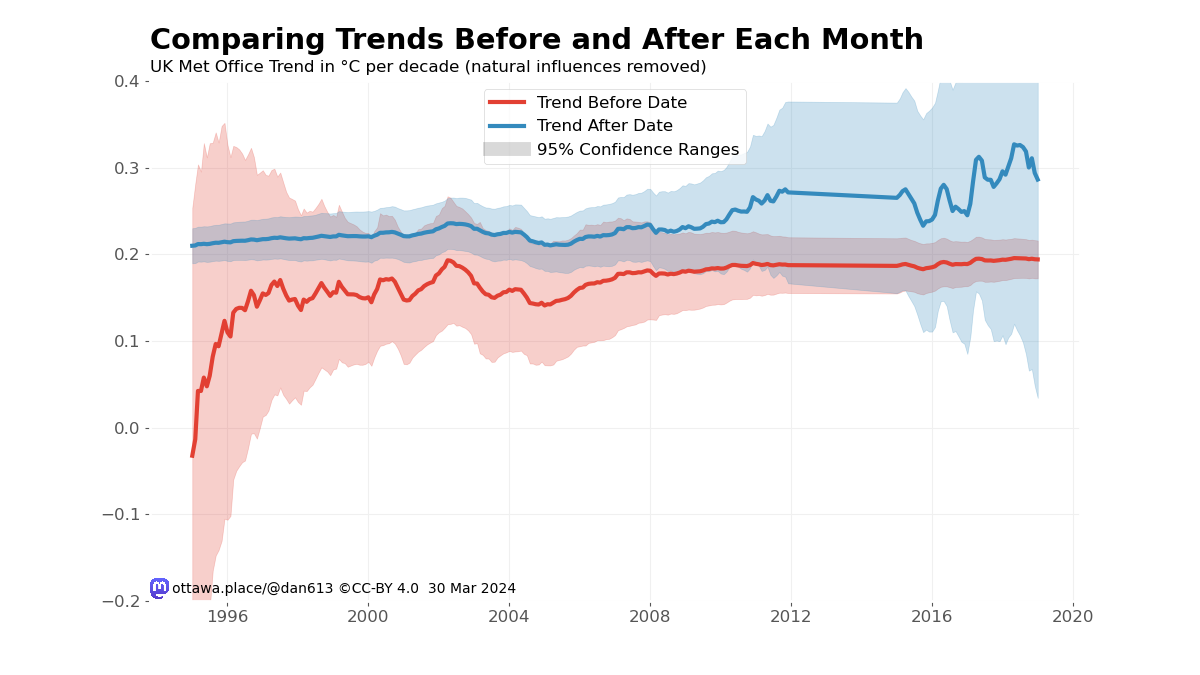 Comparing Trends Before and After Each Month
UK Met Office Trend in °C per decade (natural influences removed)
Trend Before Date
Trend After Date
95% Confidence Ranges
0.4
0.3
0.2
0.1
0.0
−0.1
−0.2
ottawa.place/@dan613 ©CC-BY 4.0  30 Mar 2024
1996 2000 2004 2008 2012 2016 2020